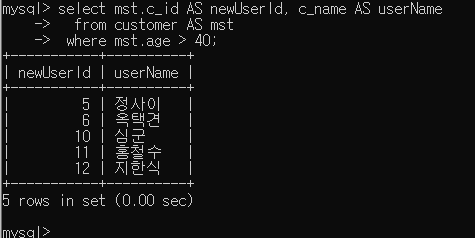 mysql> select mst.c_id AS newUserId, c_name AS userName
    -> from customer AS mst
    -> where mst.age > 40;
+-----------+----------+
| newUserId | userName |
+-----------+----------+
|         5 | 정사이   |
|         6 | 옥택견   |
|        10 | 심군     |
|        11 | 홍철수   |
|        12 | 지한식   |
+-----------+----------+
5 rows in set (0.00 sec)
mysql>